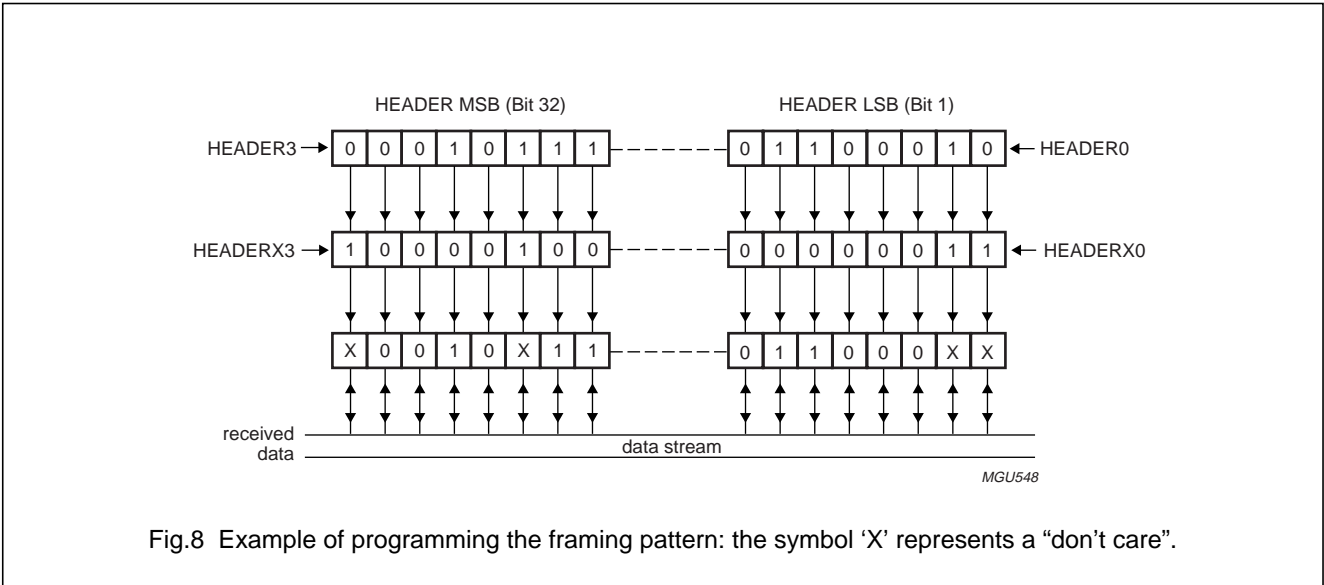 HEADER MSB (Bit 32) HEADER LSB (Bit 1)
HEADER3 0 0 0 1 0 1 1 1 0 1 1 0 0 0 1 0 HEADER0
HEADERX3 1 0 0 0 0 1 0 0 0 0 0 0 0 0 1 1 HEADERX0
X 0 0 1 0 X 1 1 0 1 1 0 0 0 X X
received
data
data stream
MGU548
Fig.8 Example of programming the framing pattern: the symbol ‘X’ represents a “don’t care”.